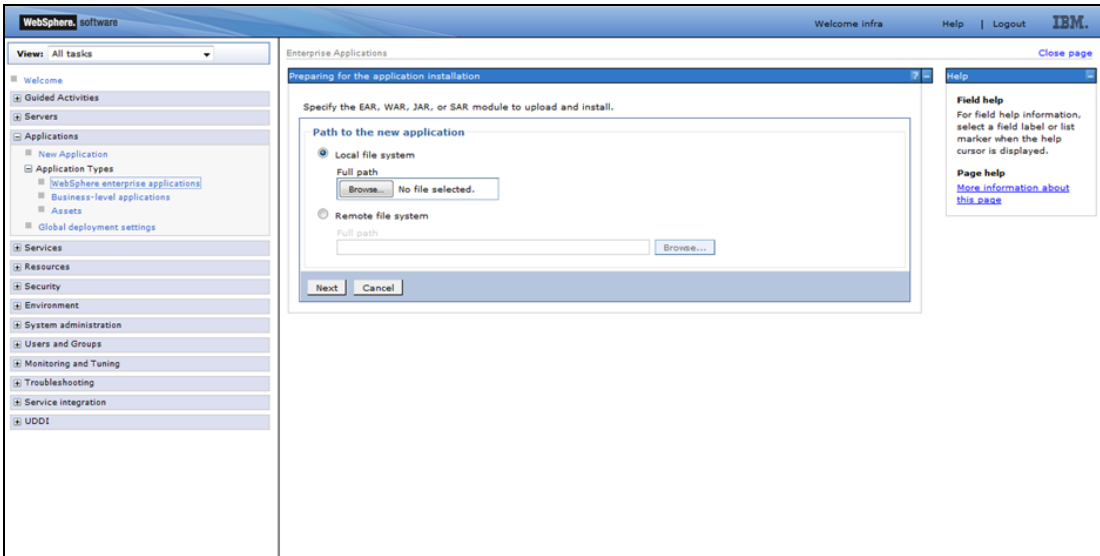 WebSphere. software
Welcome infra
Help | Logout
IBM.
View: All tasks
Welcome
Guided Activities
Servers
Applications
New Application
Application Types
WebSphere enterprise applications
Business-level applications
Assets
Global deployment settings
Services
Resources
Security
Environment
System administration
Users and Groups
Monitoring and Tuning
Troubleshooting
Service integration
UDDI
Enterprise Applications
Close page
Preparing for the application installation
?
Specify the EAR, WAR, JAR, or SAR module to upload and install.
Path to the new application
Local file system
Full path
Browse... No file selected.
Remote file system
Full path
Browse...
Next Cancel
Help
Field help
For field help information,
select a field label or list
marker when the help
cursor is displayed.
Page help
More information about
this page